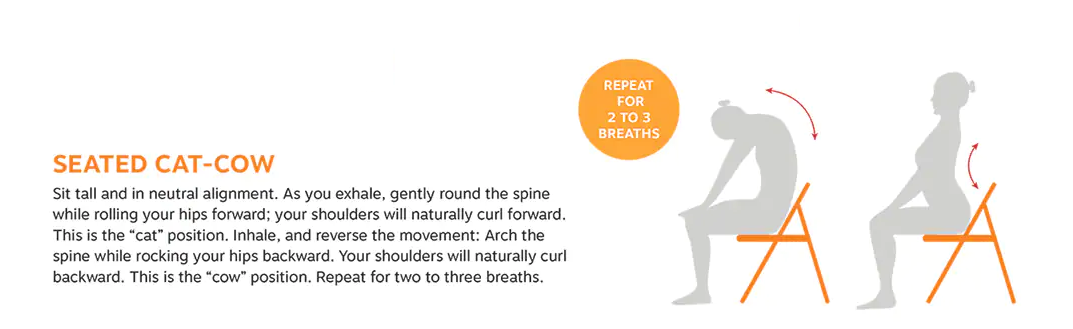 REPEAT
FOR
2 TO 3
BREATHS
SEATED CAT-COW
Sit tall and in neutral alignment. As you exhale, gently round the spine
while rolling your hips forward; your shoulders will naturally curl forward.
This is the “cat” position. Inhale, and reverse the movement: Arch the
spine while rocking your hips backward. Your shoulders will naturally curl
backward. This is the “cow” position. Repeat for two to three breaths.